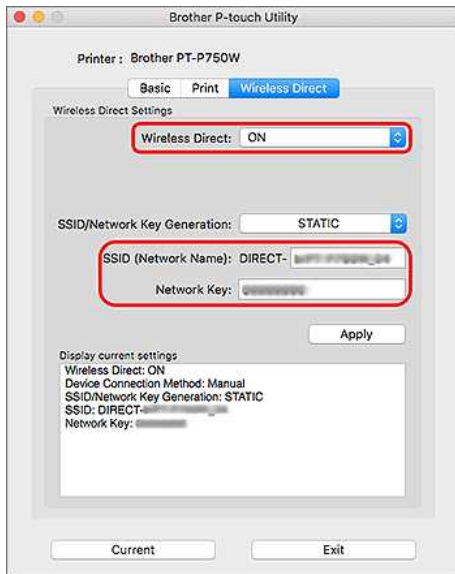 Brother P-touch Utility
Printer : Brother PT-P750W
Basic Print Wireless Direct
Wireless Direct Settings
Wireless Direct: ON
SSID/Network Key Generation: STATIC
SSID (Network Name): DIRECT-
Network Key:
Apply
Display current settings
Wireless Direct: ON
Device Connection Method: Manual
SSID/Network Key Generation: STATIC
SSID: DIRECT-
Network Key:
Current Exit